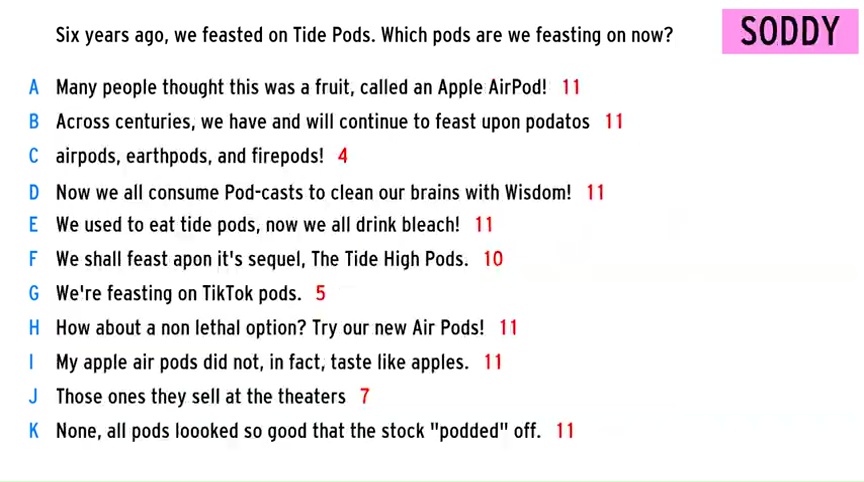 Six years ago, we feasted on Tide Pods. Which pods are we feasting on now?
SODDY
A Many people thought this was a fruit, called an Apple AirPod! 11
B Across centuries, we have and will continue to feast upon podatos 11
C airpods, earthpods, and firepods! 4
D Now we all consume Pod-casts to clean our brains with Wisdom! 11
E We used to eat tide pods, now we all drink bleach! 11
F We shall feast apon it's sequel, The Tide High Pods. 10
G We're feasting on TikTok pods. 5
H How about a non lethal option? Try our new Air Pods! 11
I My apple air pods did not, in fact, taste like apples. 11
J Those ones they sell at the theaters 7
K None, all pods loooked so good that the stock "podded" off. 11